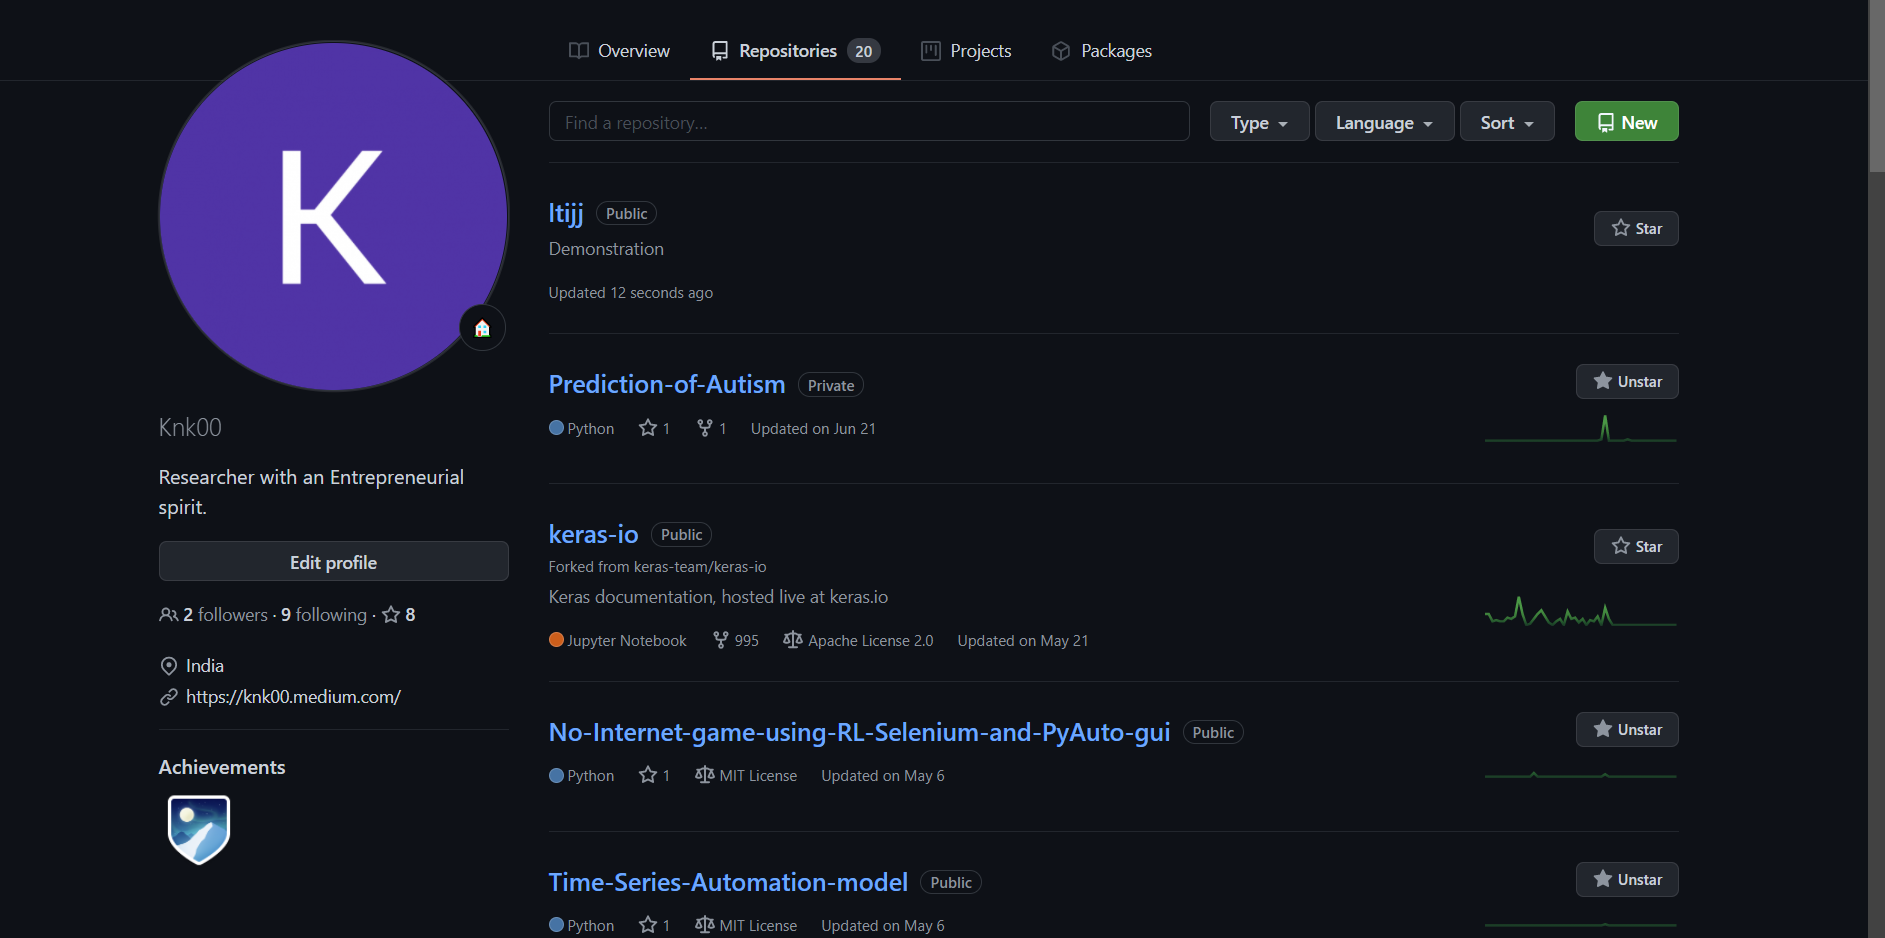 Overview Repositories 20 Projects Packages
K
Find a repository... Type Language Sort New
ltijj Public Star
Demonstration
Updated 12 seconds ago
Prediction-of-Autism Private Unstar
Python 1 1 Updated on Jun 21
Knk00
Researcher with an Entrepreneurial
spirit.
Edit profile
2 followers · 9 following · 8
India
https://knk00.medium.com/
Achievements
keras-io Public Star
Forked from keras-team/keras-io
Keras documentation, hosted live at keras.io
Jupyter Notebook 995 Apache License 2.0 Updated on May 21
No-Internet-game-using-RL-Selenium-and-PyAuto-gui Public Unstar
Python 1 MIT License Updated on May 6
Time-Series-Automation-model Public Unstar
Python 1 MIT License Updated on May 6